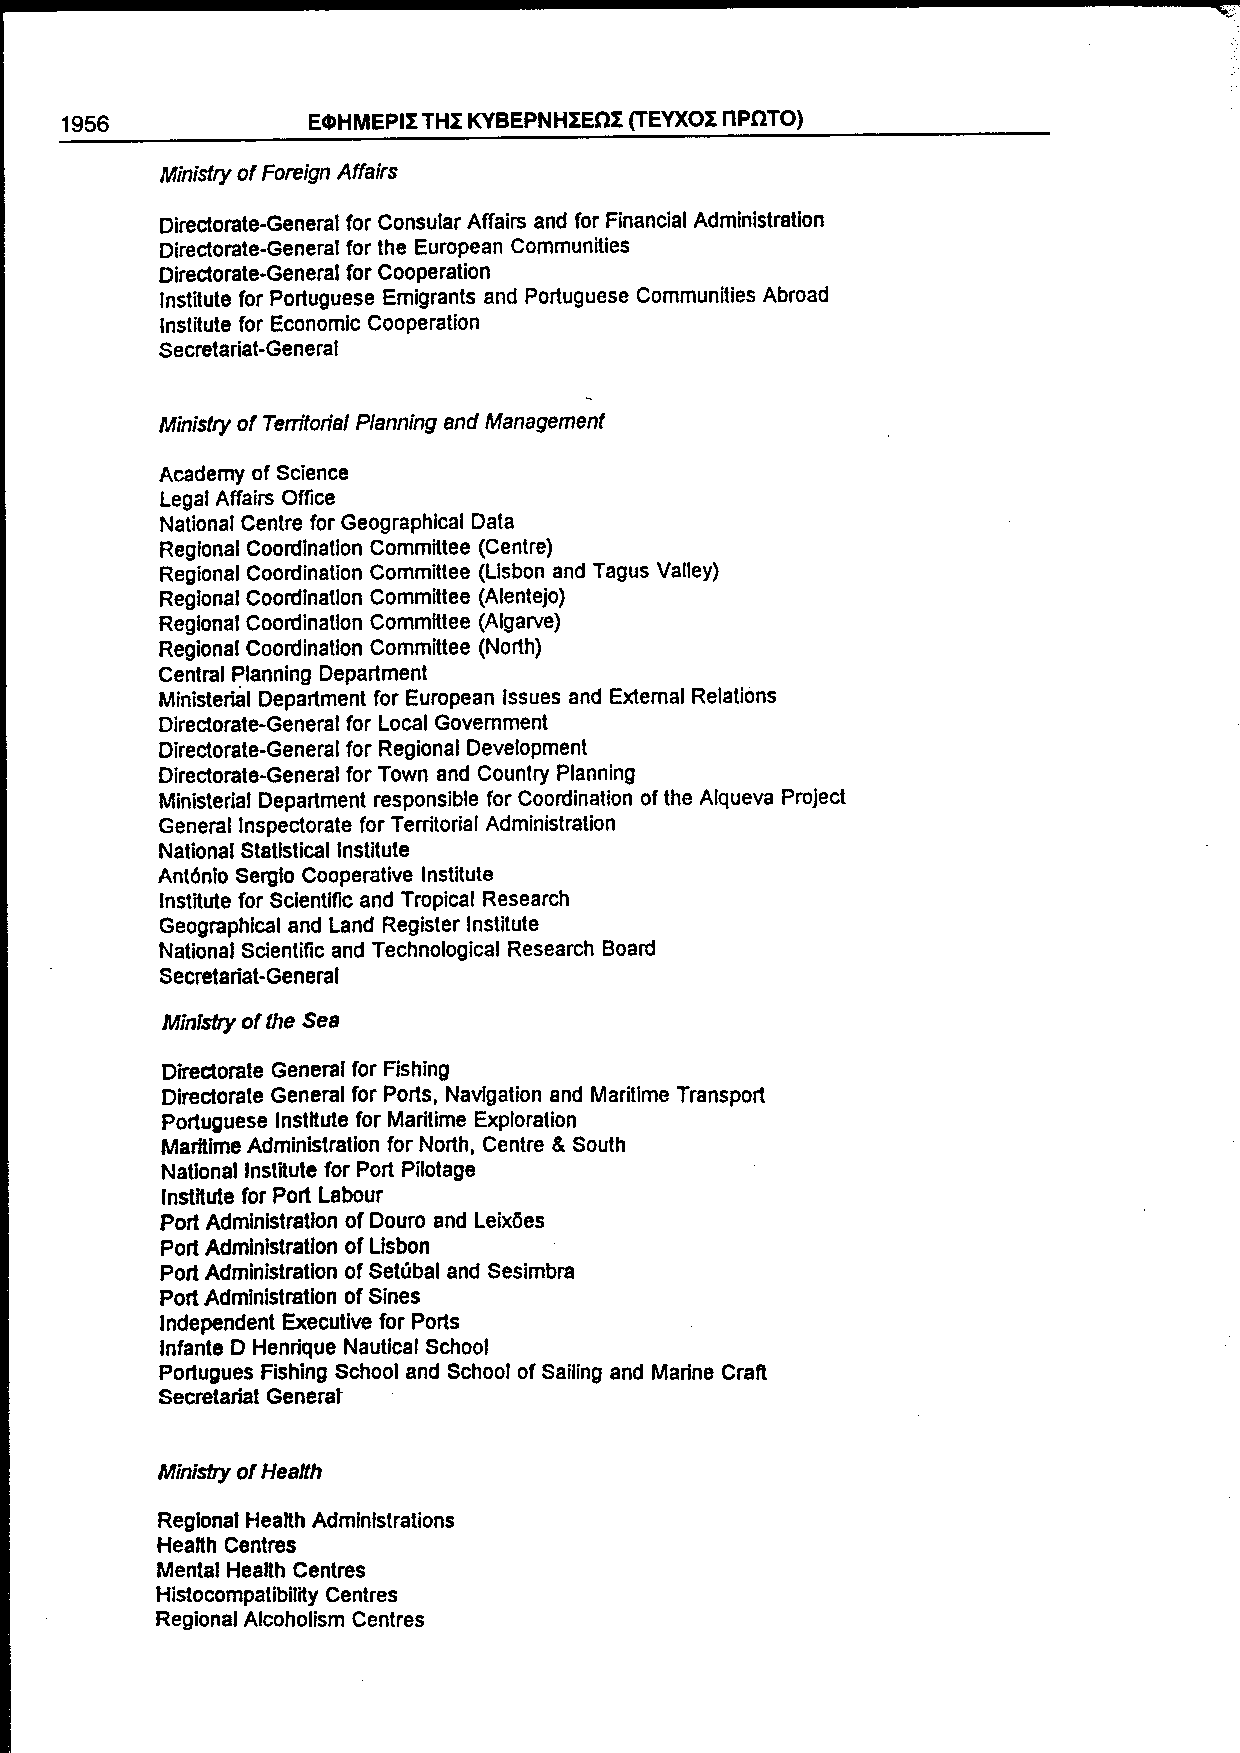 1956 ΕΦΗΜΕΡΙΣ ΤΗΣ ΚΥΒΕΡΝΗΣΕΩΣ (ΤΕΥΧΟΣ ΠΡΩΤΟ)
Ministry of Foreign Affairs
Directorate-General for Consular Affairs and for Financial Administration
Directorate-General for the European Communities
Directorate-General for Cooperation
Institute for Portuguese Emigrants and Portuguese Communities Abroad
Institute for Economic Cooperation
Secretariat-General
Ministry of Territorial Planning and Management
Academy of Science
Legal Affairs Office
National Centre for Geographical Data
Regional Coordination Committee (Centre)
Regional Coordination Committee (Lisbon and Tagus Valley)
Regional Coordination Committee (Alentejo)
Regional Coordination Committee (Algarve)
Regional Coordination Committee (North)
Central Planning Department
Ministerial Department for European Issues and External Relations
Directorate-General for Local Government
Directorate-General for Regional Development
Directorate-General for Town and Country Planning
Ministerial Department responsible for Coordination of the Alqueva Project
General Inspectorate for Territorial Administration
National Statistical Institute
António Sergio Cooperative Institute
Institute for Scientific and Tropical Research
Geographical and Land Register Institute
National Scientific and Technological Research Board
Secretariat-General
Ministry of the Sea
Directorate General for Fishing
Directorate General for Ports, Navigation and Maritime Transport
Portuguese Institute for Maritime Exploration
Maritime Administration for North, Centre & South
National Institute for Port Pilotage
Institute for Port Labour
Port Administration of Douro and Leixões
Port Administration of Lisbon
Port Administration of Setúbal and Sesimbra
Port Administration of Sines
Independent Executive for Ports
Infante D Henrique Nautical School
Portugues Fishing School and School of Sailing and Marine Craft
Secretariat General
Ministry of Health
Regional Health Administrations
Health Centres
Mental Health Centres
Histocompatibility Centres
Regional Alcoholism Centres